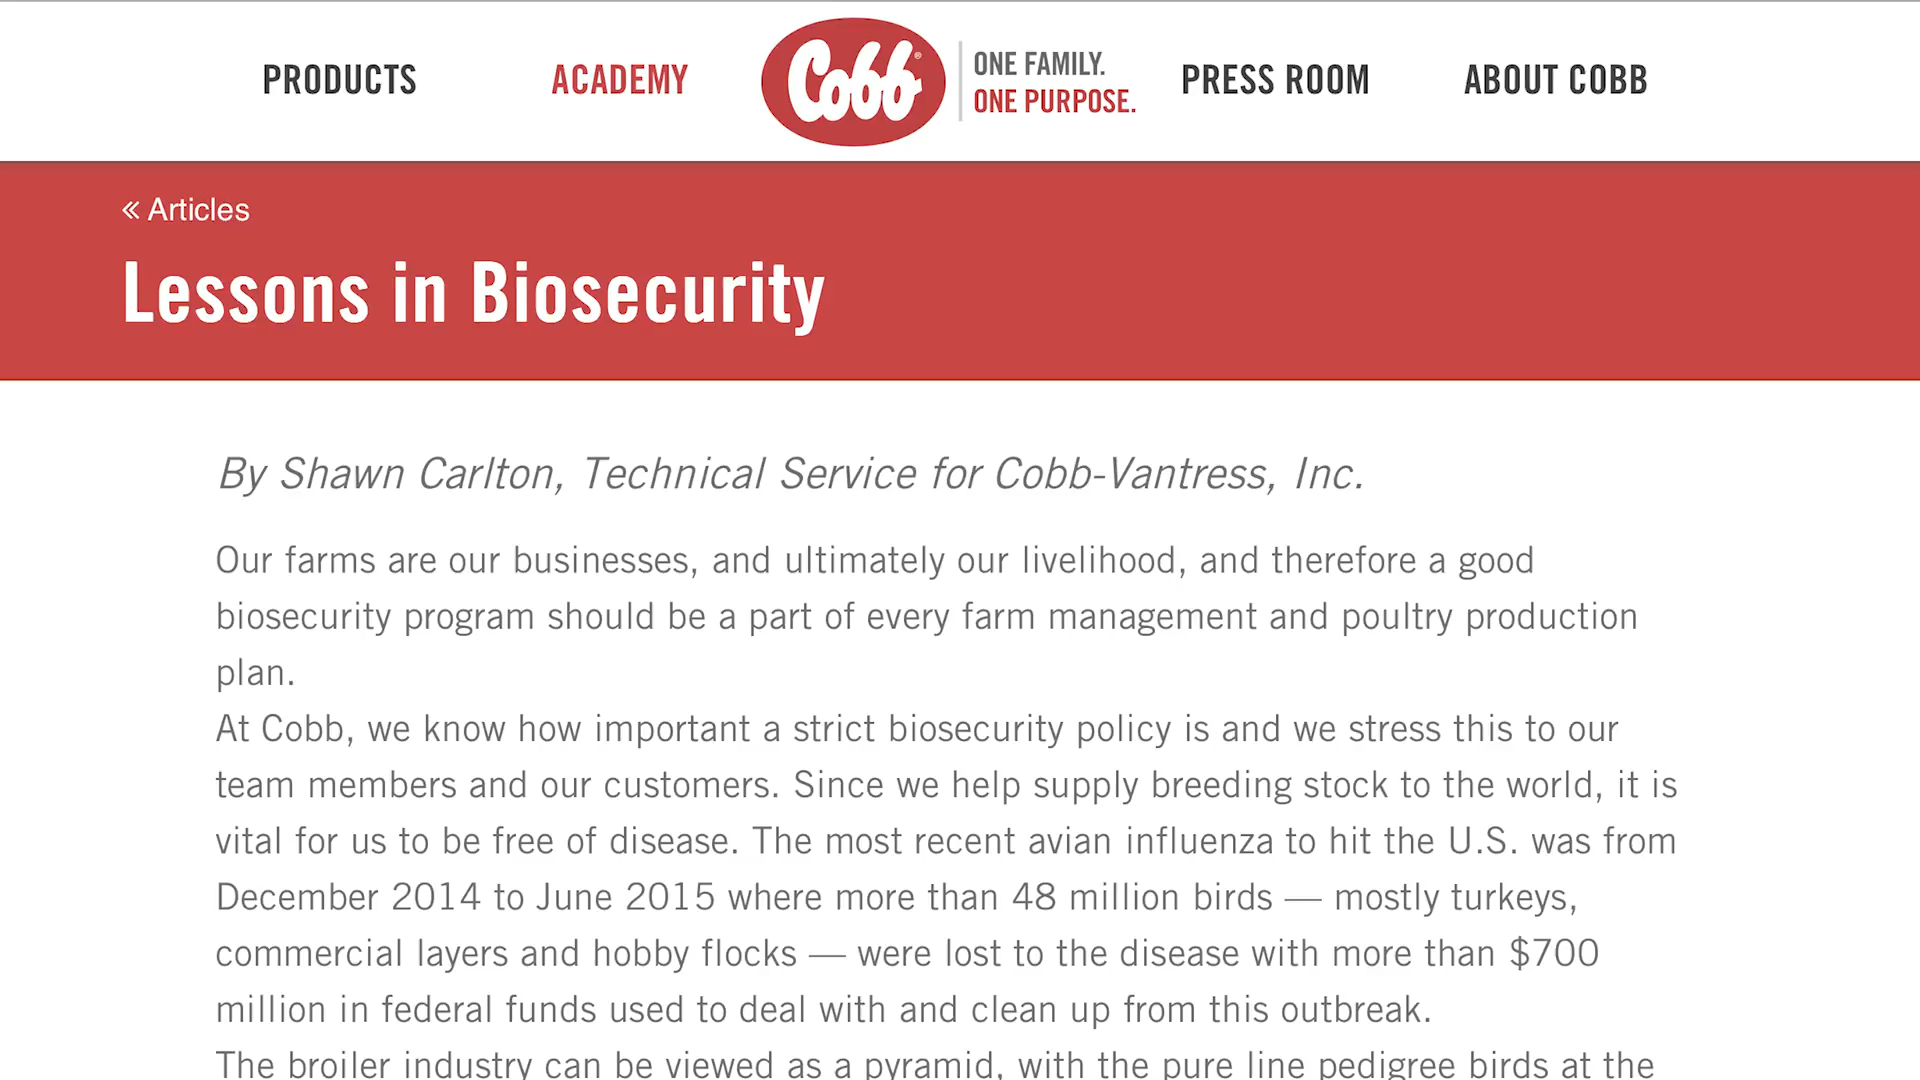 PRODUCTS
ACADEMY
Cobb®
ONE FAMILY.
ONE PURPOSE.
PRESS ROOM
ABOUT COBB
« Articles
Lessons in Biosecurity
By Shawn Carlton, Technical Service for Cobb-Vantress, Inc.
Our farms are our businesses, and ultimately our livelihood, and therefore a good
biosecurity program should be a part of every farm management and poultry production
plan.
At Cobb, we know how important a strict biosecurity policy is and we stress this to our
team members and our customers. Since we help supply breeding stock to the world, it is
vital for us to be free of disease. The most recent avian influenza to hit the U.S. was from
December 2014 to June 2015 where more than 48 million birds — mostly turkeys,
commercial layers and hobby flocks — were lost to the disease with more than $700
million in federal funds used to deal with and clean up from this outbreak.
The broiler industry can be viewed as a pyramid, with the pure line pedigree birds at the